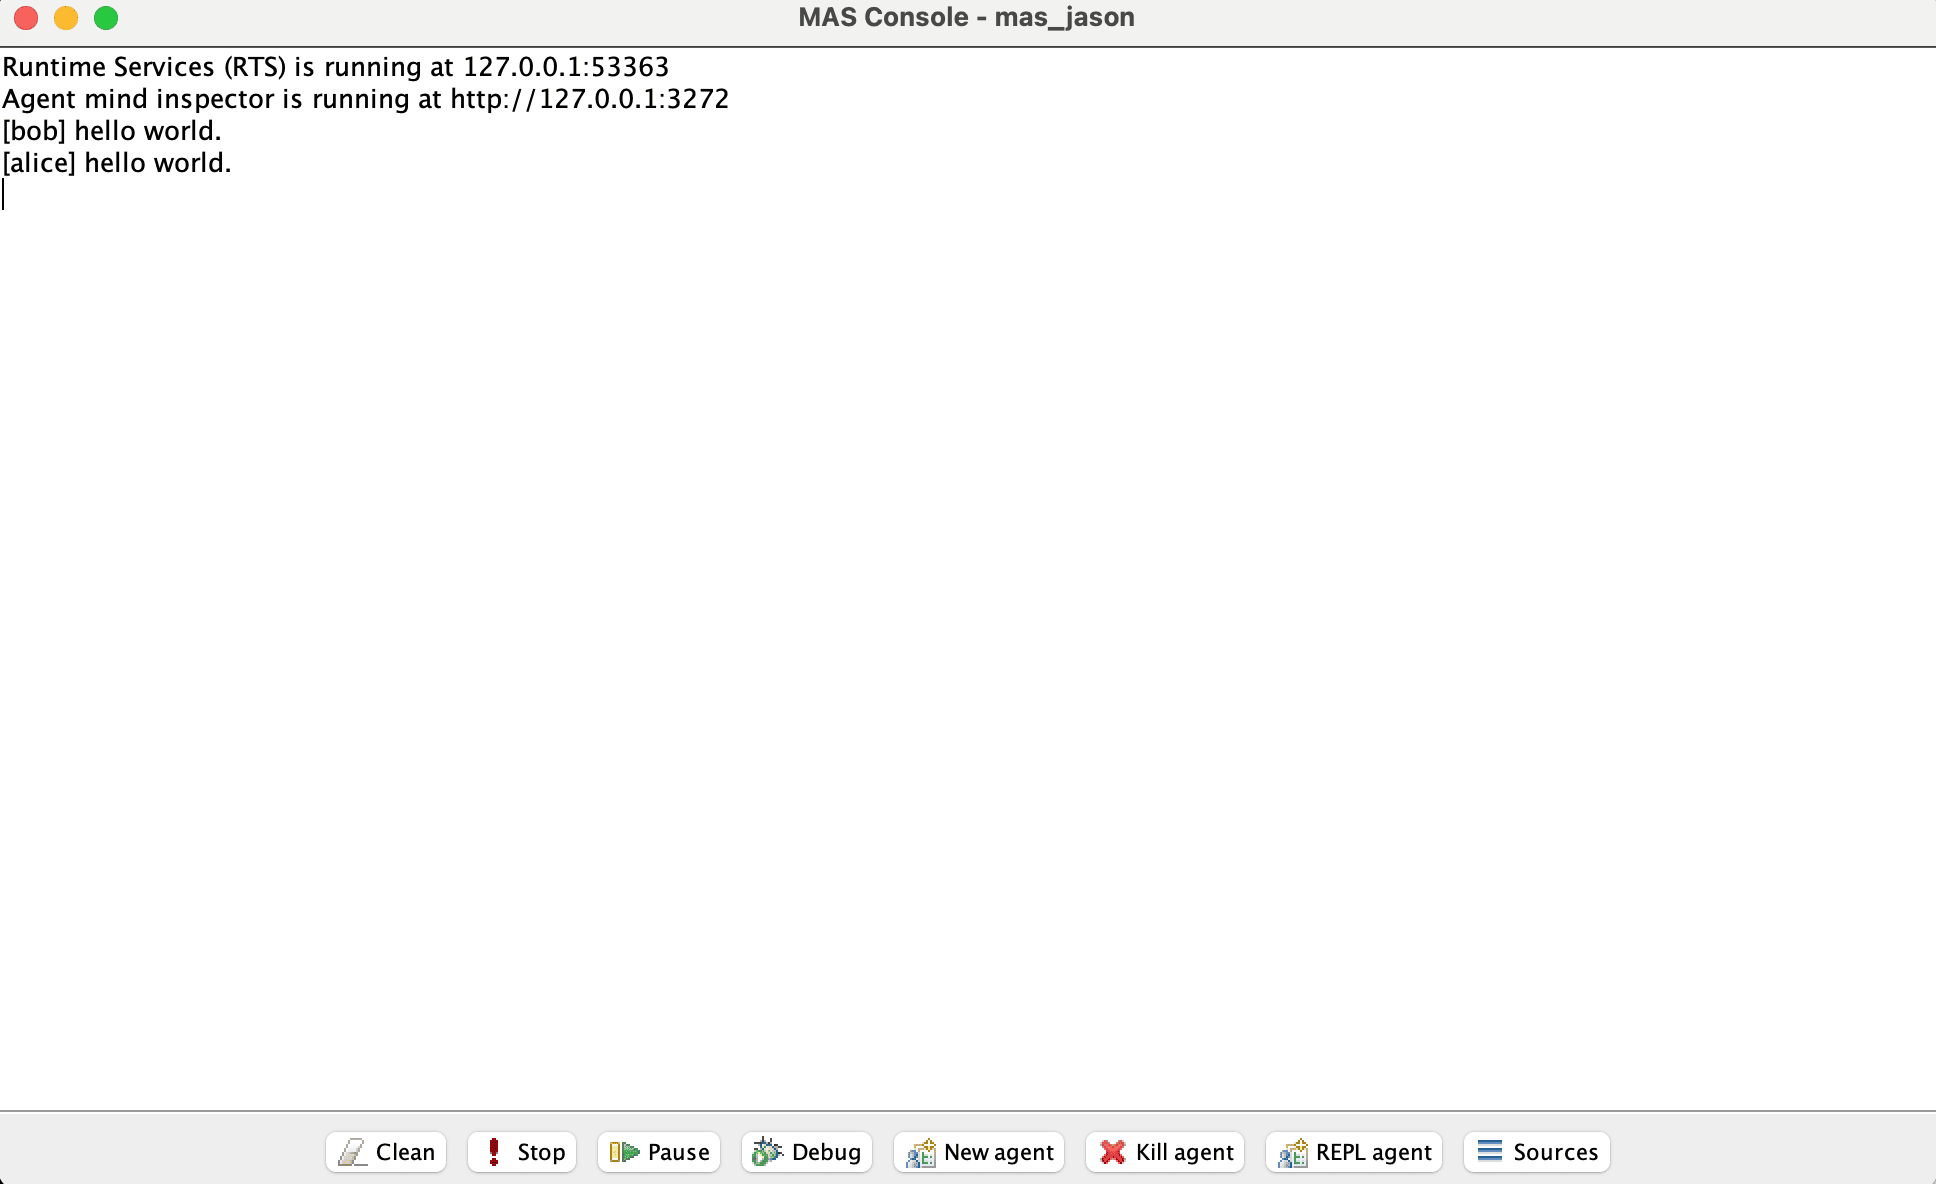 MAS Console - mas_jason
Runtime Services (RTS) is running at 127.0.0.1:53363
Agent mind inspector is running at http://127.0.0.1:3272
[bob] hello world.
[alice] hello world.
Clean Stop Pause Debug New agent Kill agent REPL agent Sources